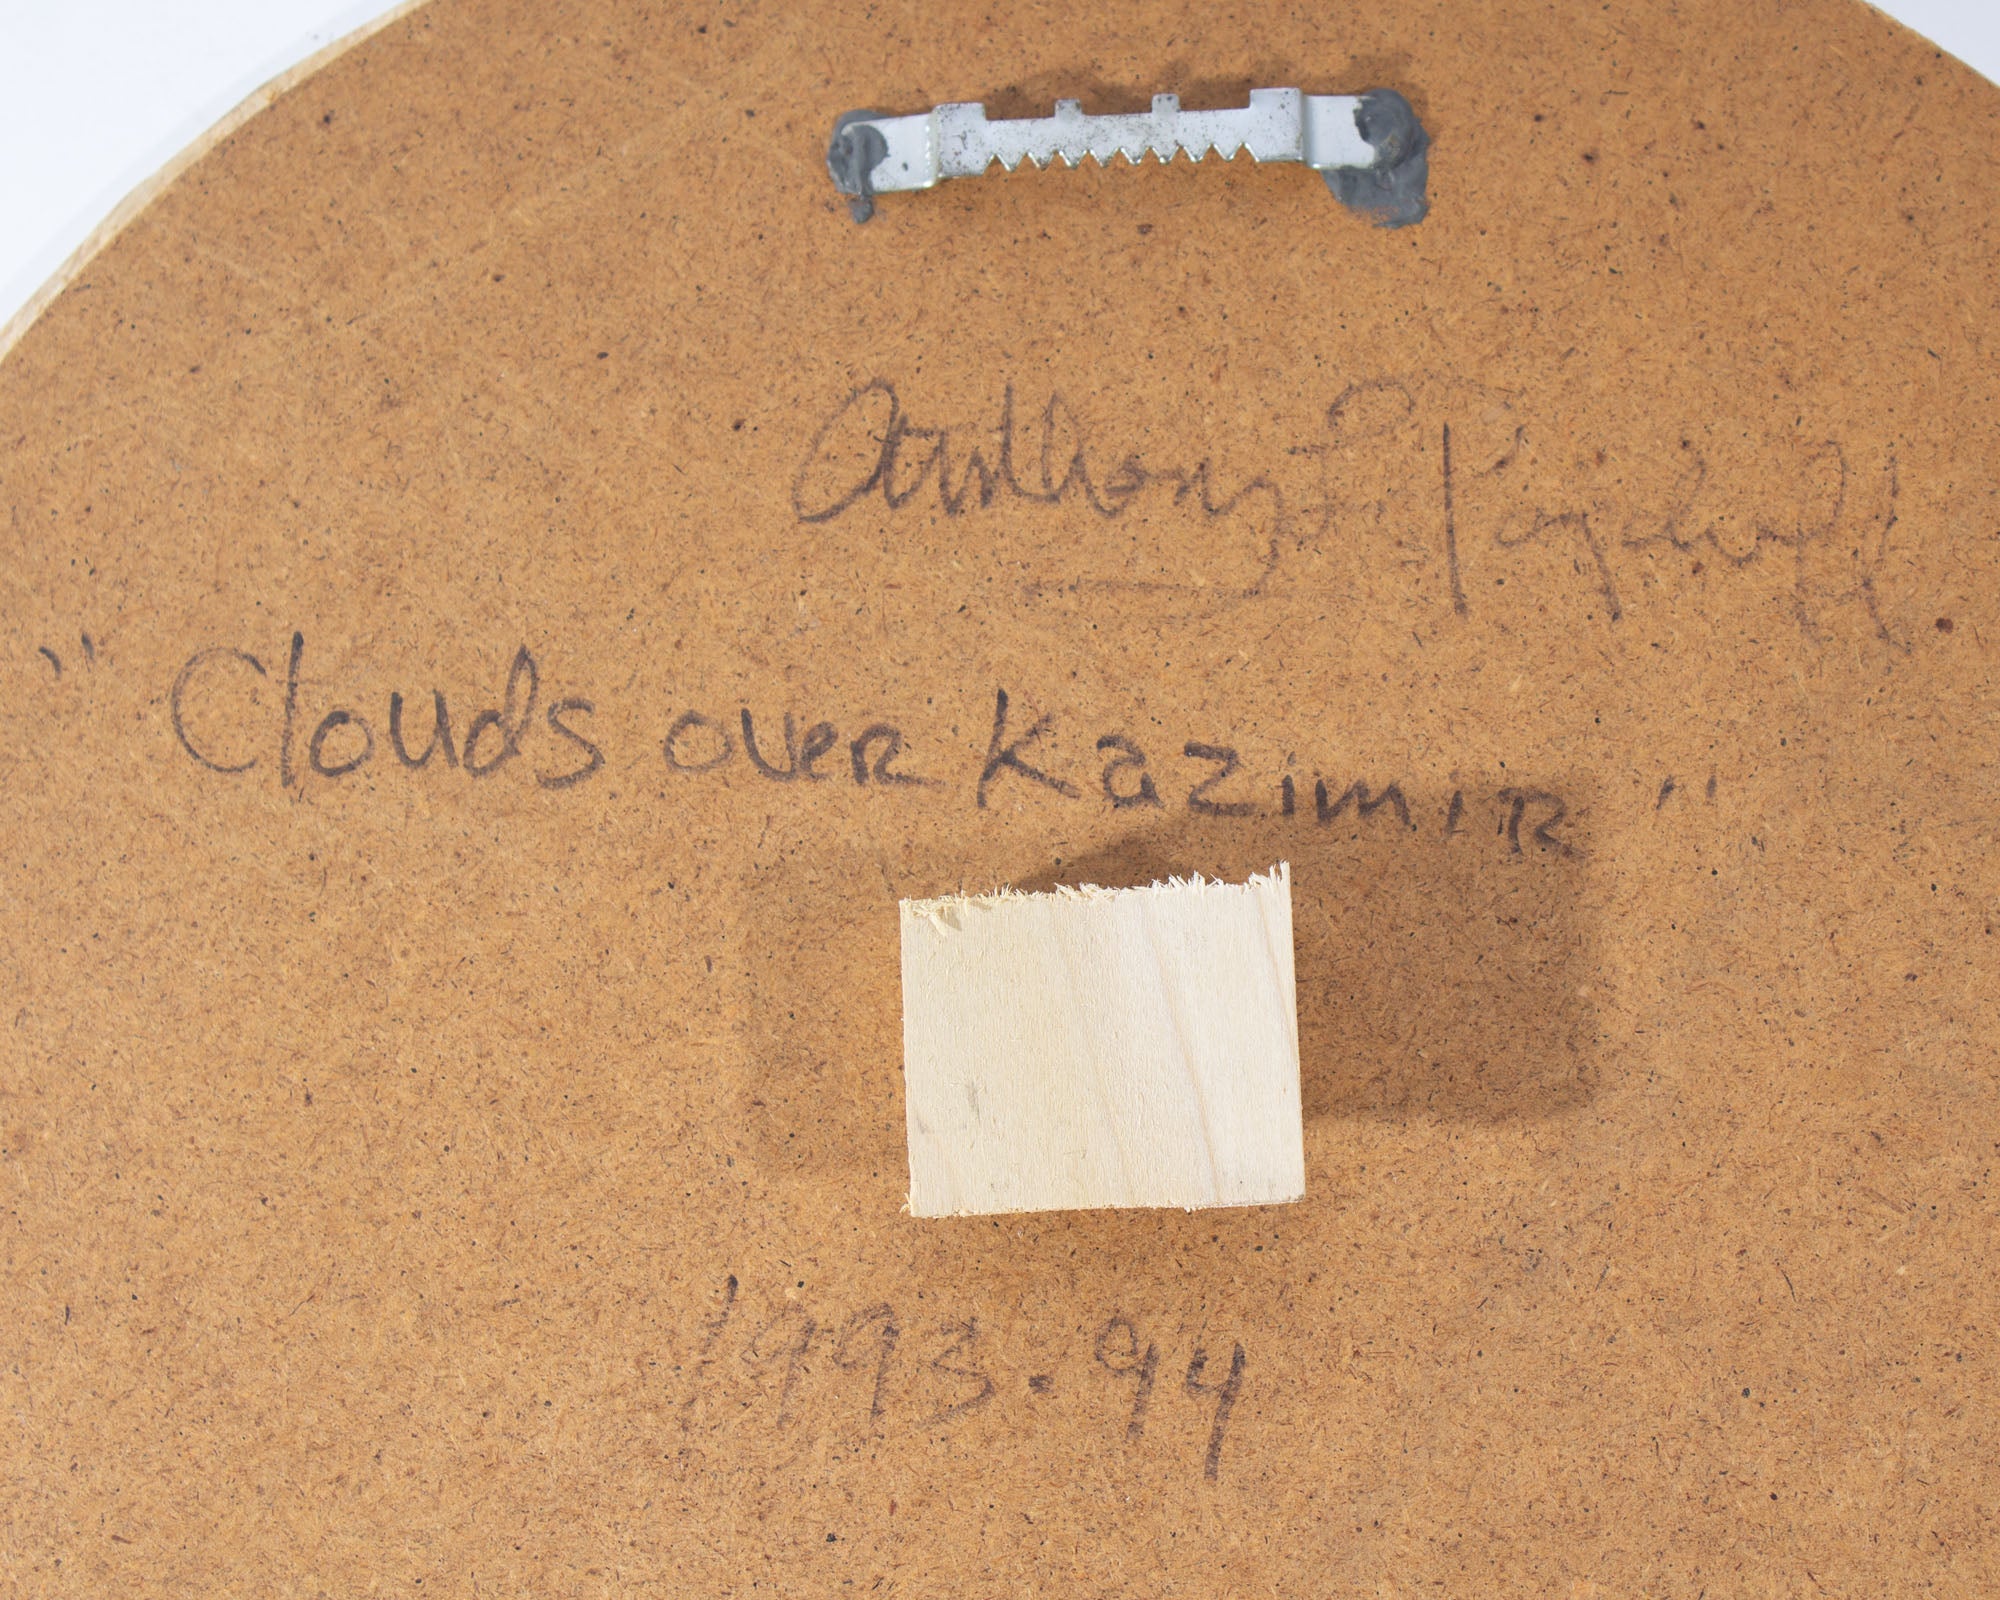 Anthony P.
"Clouds over Kazimir"
1993-94